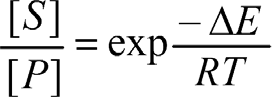 [S]/[P] = exp −ΔE/RT